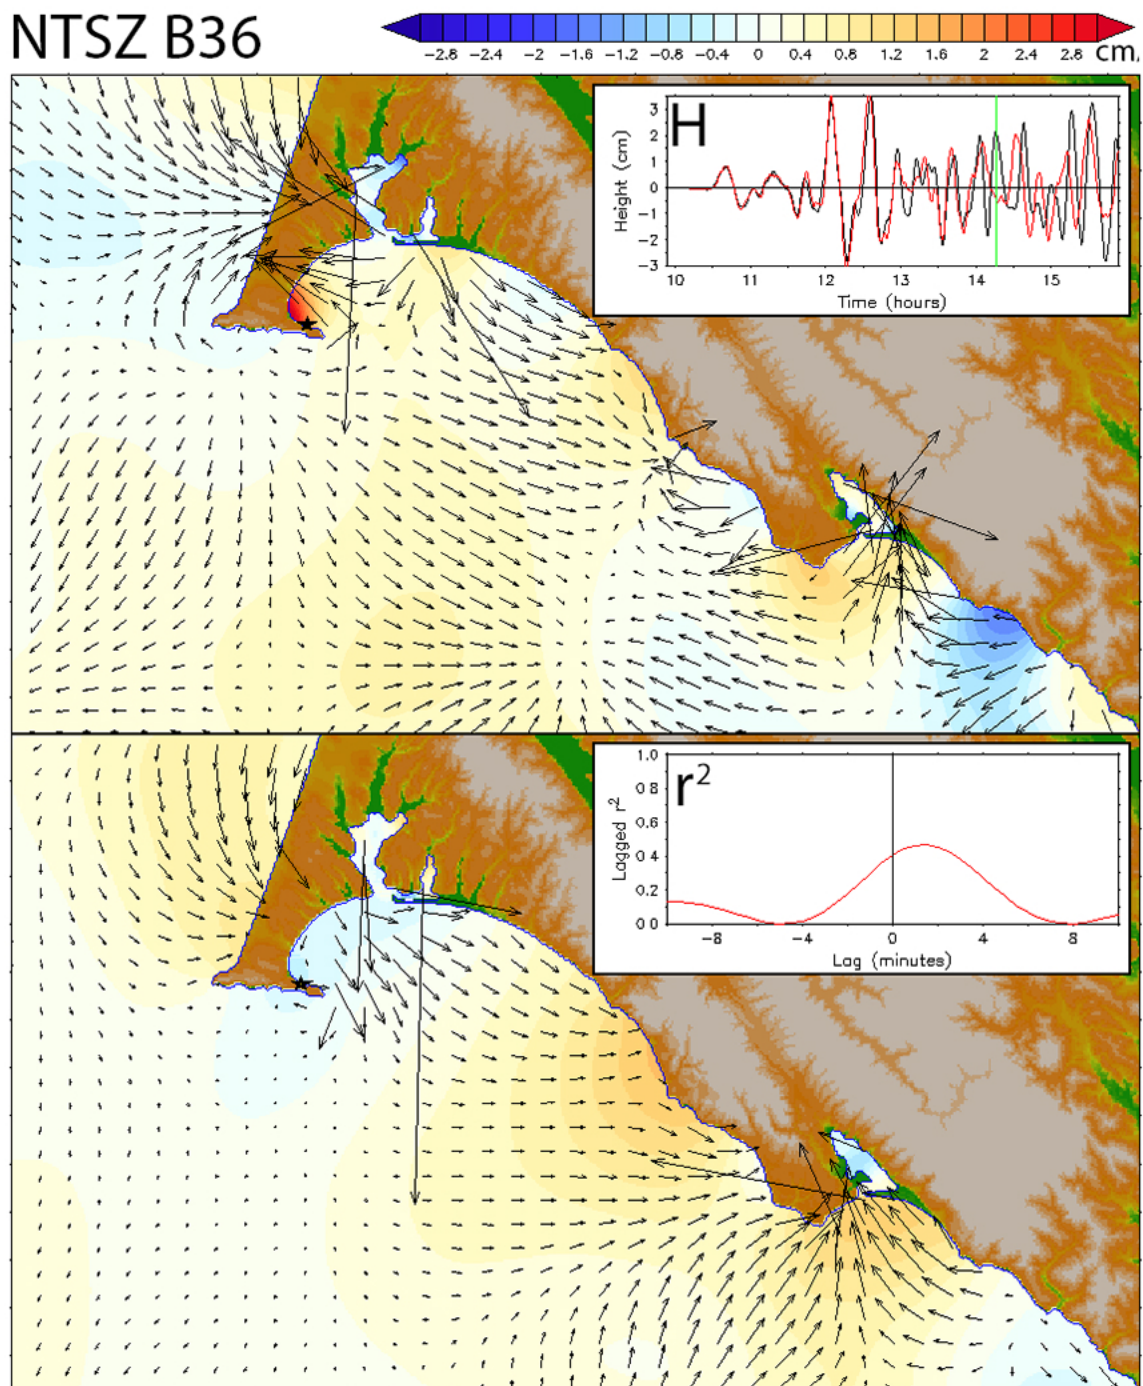 NTSZ B36
-2.8 -2.4 -2 -1.6 -1.2 -0.8 -0.4 0 0.4 0.8 1.2 1.6 2 2.4 2.8 cm.
H
Height (cm)
3
2
1
0
-1
-2
-3
10 11 12 13 14 15
Time (hours)
r²
Lagged r²
1.0
0.8
0.6
0.4
0.2
0.0
-8 -4 0 4 8
Lag (minutes)